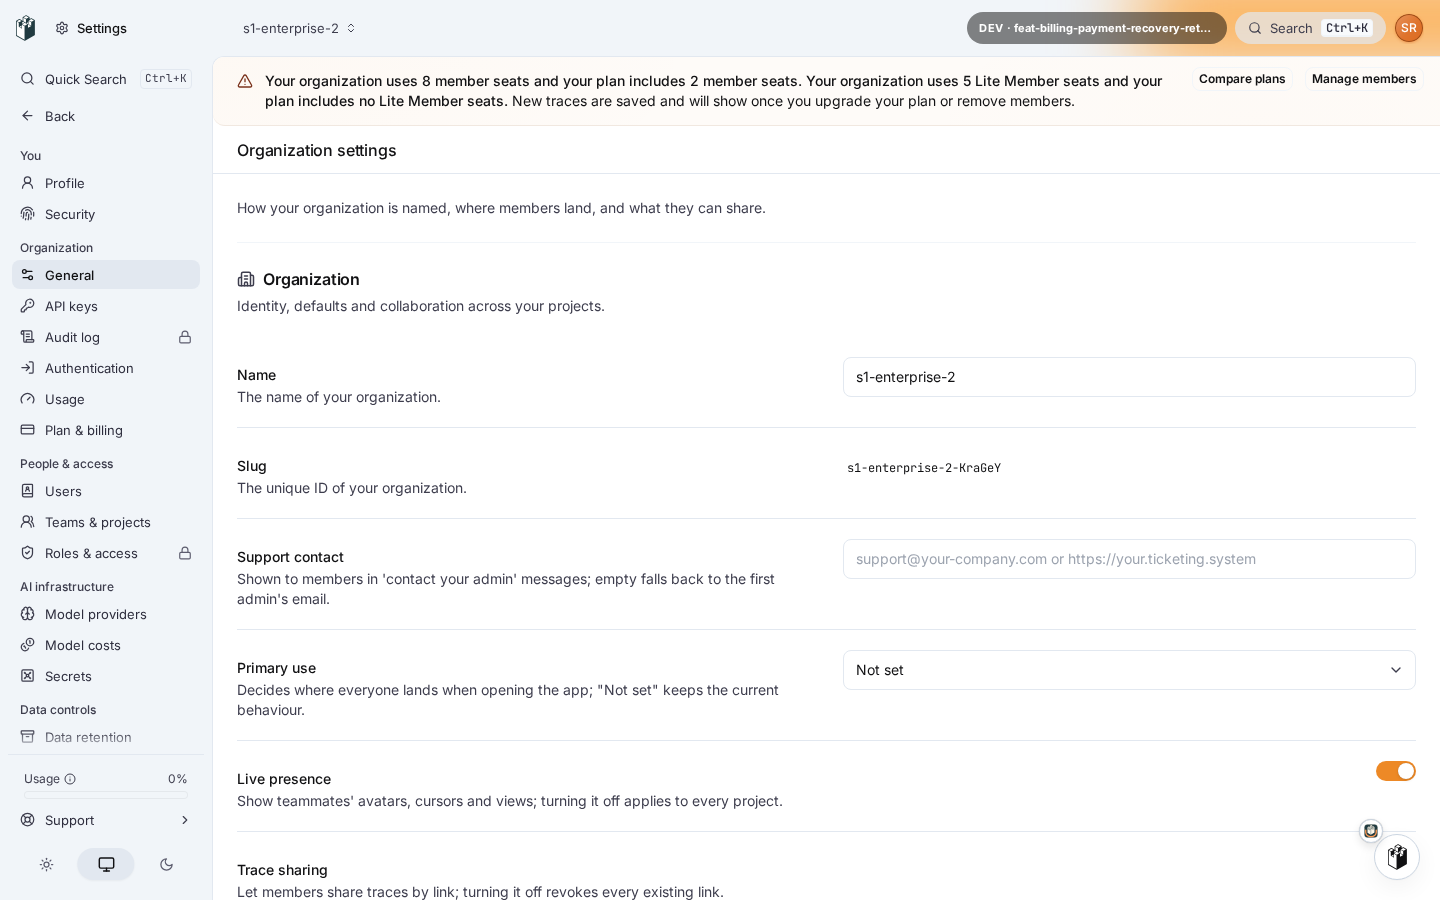 Settings
s1-enterprise-2
DEV · feat-billing-payment-recovery-ret...
Search Ctrl+K
SR
Quick Search Ctrl+K
Back
You
Profile
Security
Organization
General
API keys
Audit log
Authentication
Usage
Plan & billing
People & access
Users
Teams & projects
Roles & access
AI infrastructure
Model providers
Model costs
Secrets
Data controls
Data retention
Usage 0%
Support
Your organization uses 8 member seats and your plan includes 2 member seats. Your organization uses 5 Lite Member seats and your
plan includes no Lite Member seats. New traces are saved and will show once you upgrade your plan or remove members.
Compare plans
Manage members
Organization settings
How your organization is named, where members land, and what they can share.
Organization
Identity, defaults and collaboration across your projects.
Name
The name of your organization.
s1-enterprise-2
Slug
The unique ID of your organization.
s1-enterprise-2-KraGeY
Support contact
Shown to members in 'contact your admin' messages; empty falls back to the first
admin's email.
support@your-company.com or https://your.ticketing.system
Primary use
Decides where everyone lands when opening the app; "Not set" keeps the current
behaviour.
Not set
Live presence
Show teammates' avatars, cursors and views; turning it off applies to every project.
Trace sharing
Let members share traces by link; turning it off revokes every existing link.